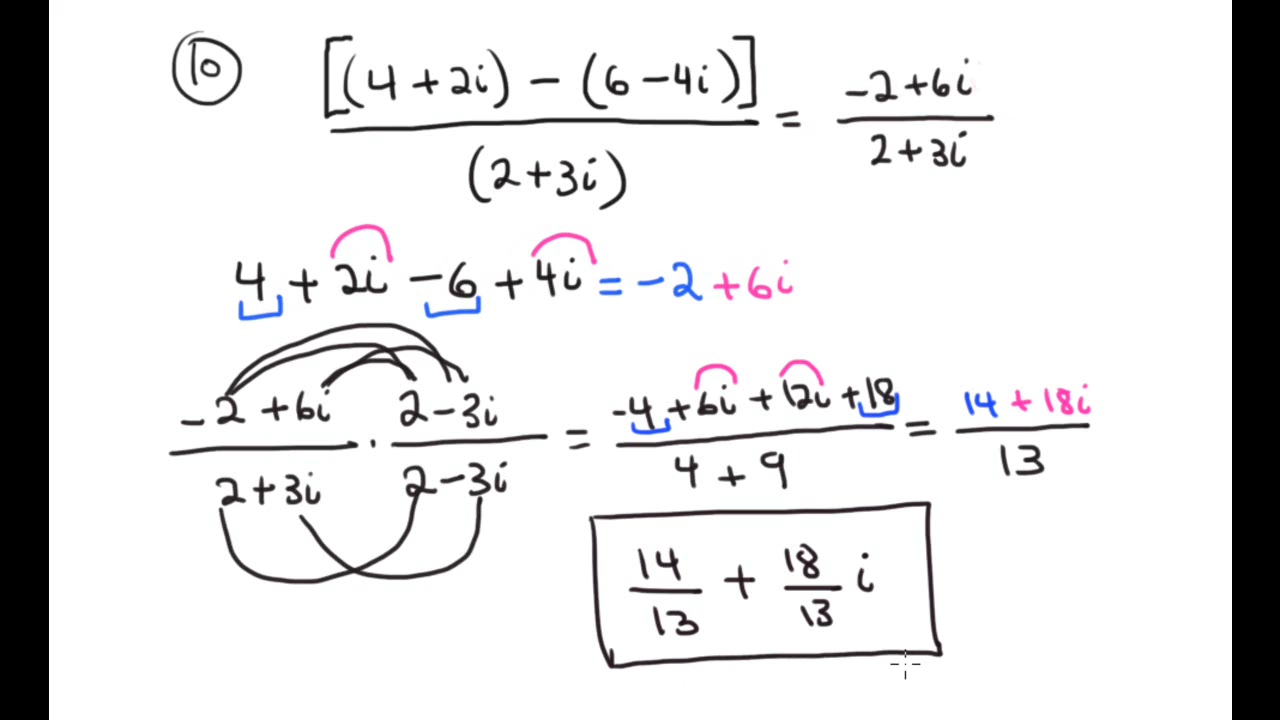 10
[(4+2i) − (6−4i)] / (2+3i) = −2+6i / 2+3i
4 + 2i − 6 + 4i = −2 + 6i
−2+6i / 2+3i · 2−3i / 2−3i = −4+6i+12i+18 / 4+9 = 14+18i / 13
14/13 + 18/13 i